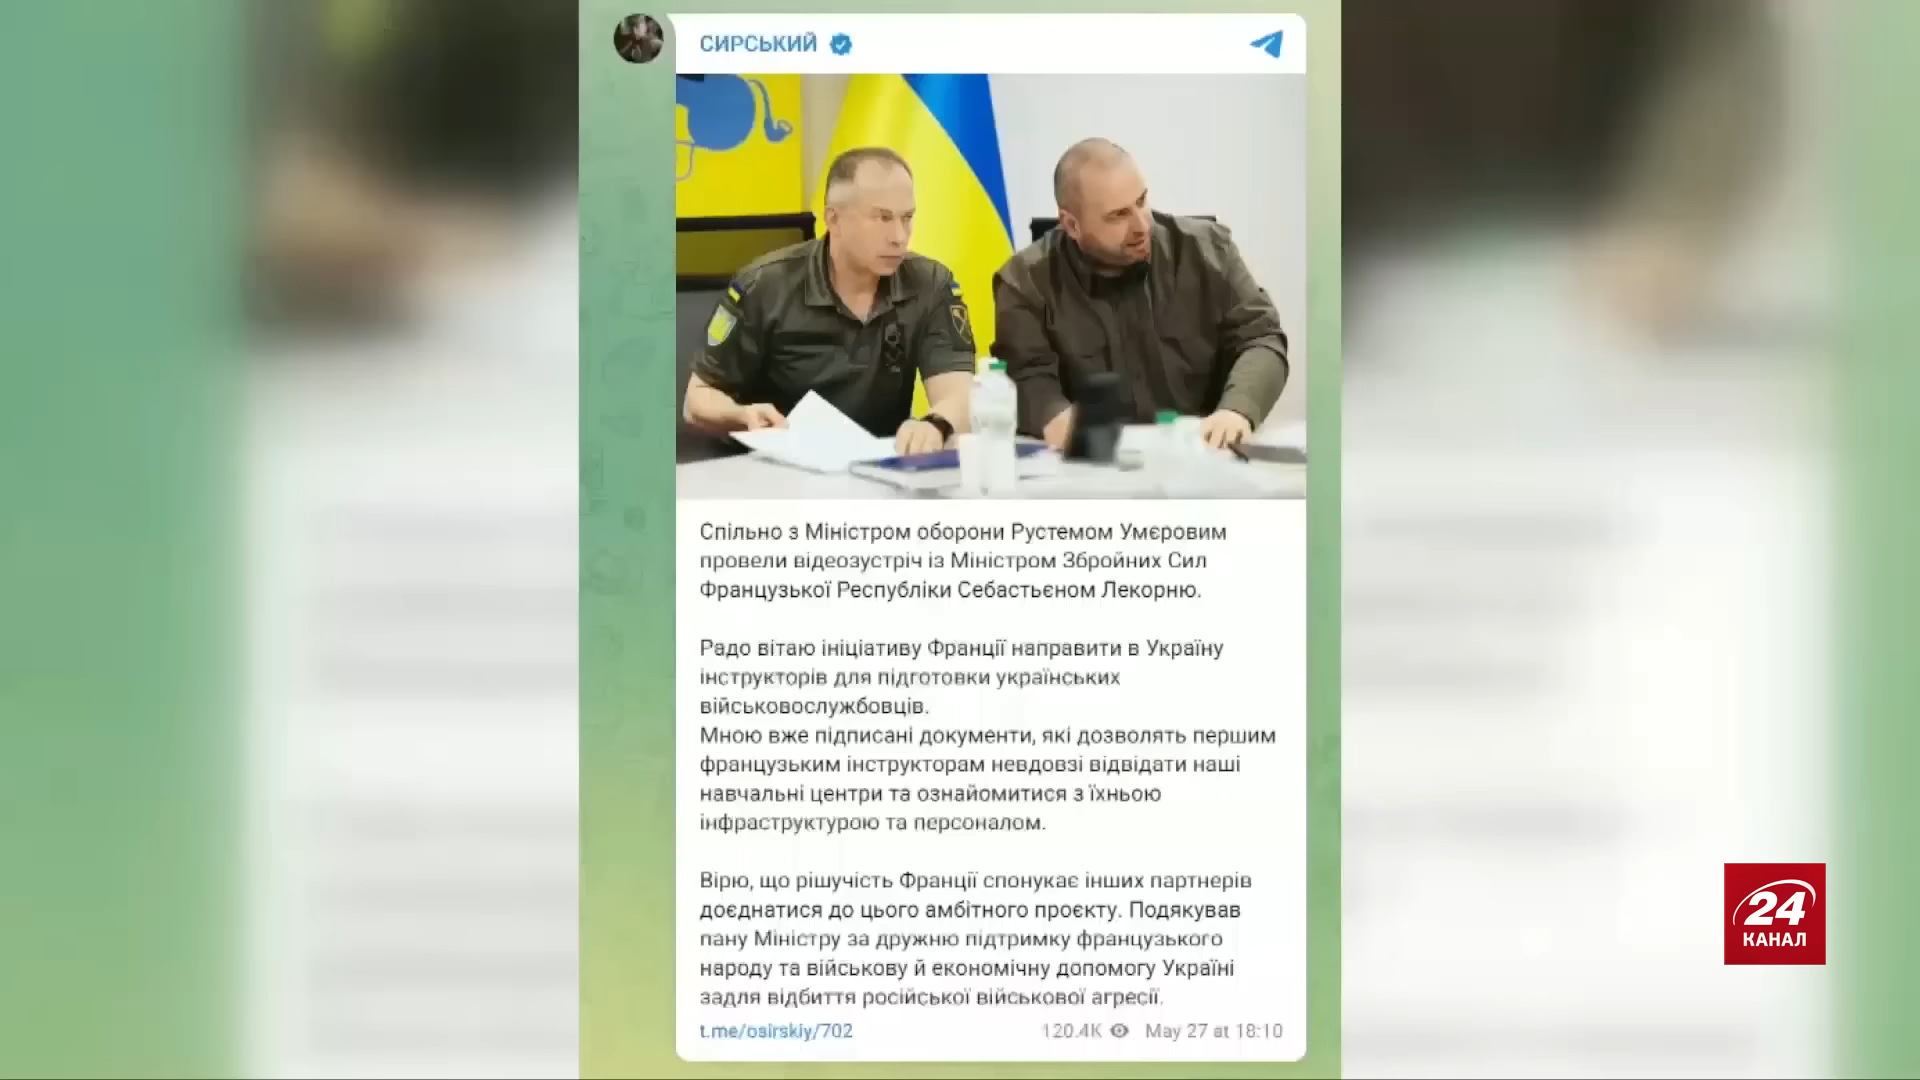 СИРСЬКИЙ
Спільно з Міністром оборони Рустемом Умєровим
провели відеозустріч із Міністром Збройних Сил
Французької Республіки Себастьєном Лекорню.
Радо вітаю ініціативу Франції направити в Україну
інструкторів для підготовки українських
військовослужбовців.
Мною вже підписані документи, які дозволять першим
французьким інструкторам невдовзі відвідати наші
навчальні центри та ознайомитися з їхньою
інфраструктурою та персоналом.
Вірю, що рішучість Франції спонукає інших партнерів
доєднатися до цього амбітного проєкту. Подякував
пану Міністру за дружню підтримку французького
народу та військову й економічну допомогу Україні
задля відбиття російської військової агресії.
t.me/osirskiy/702 120.4K May 27 at 18:10
24
КАНАЛ